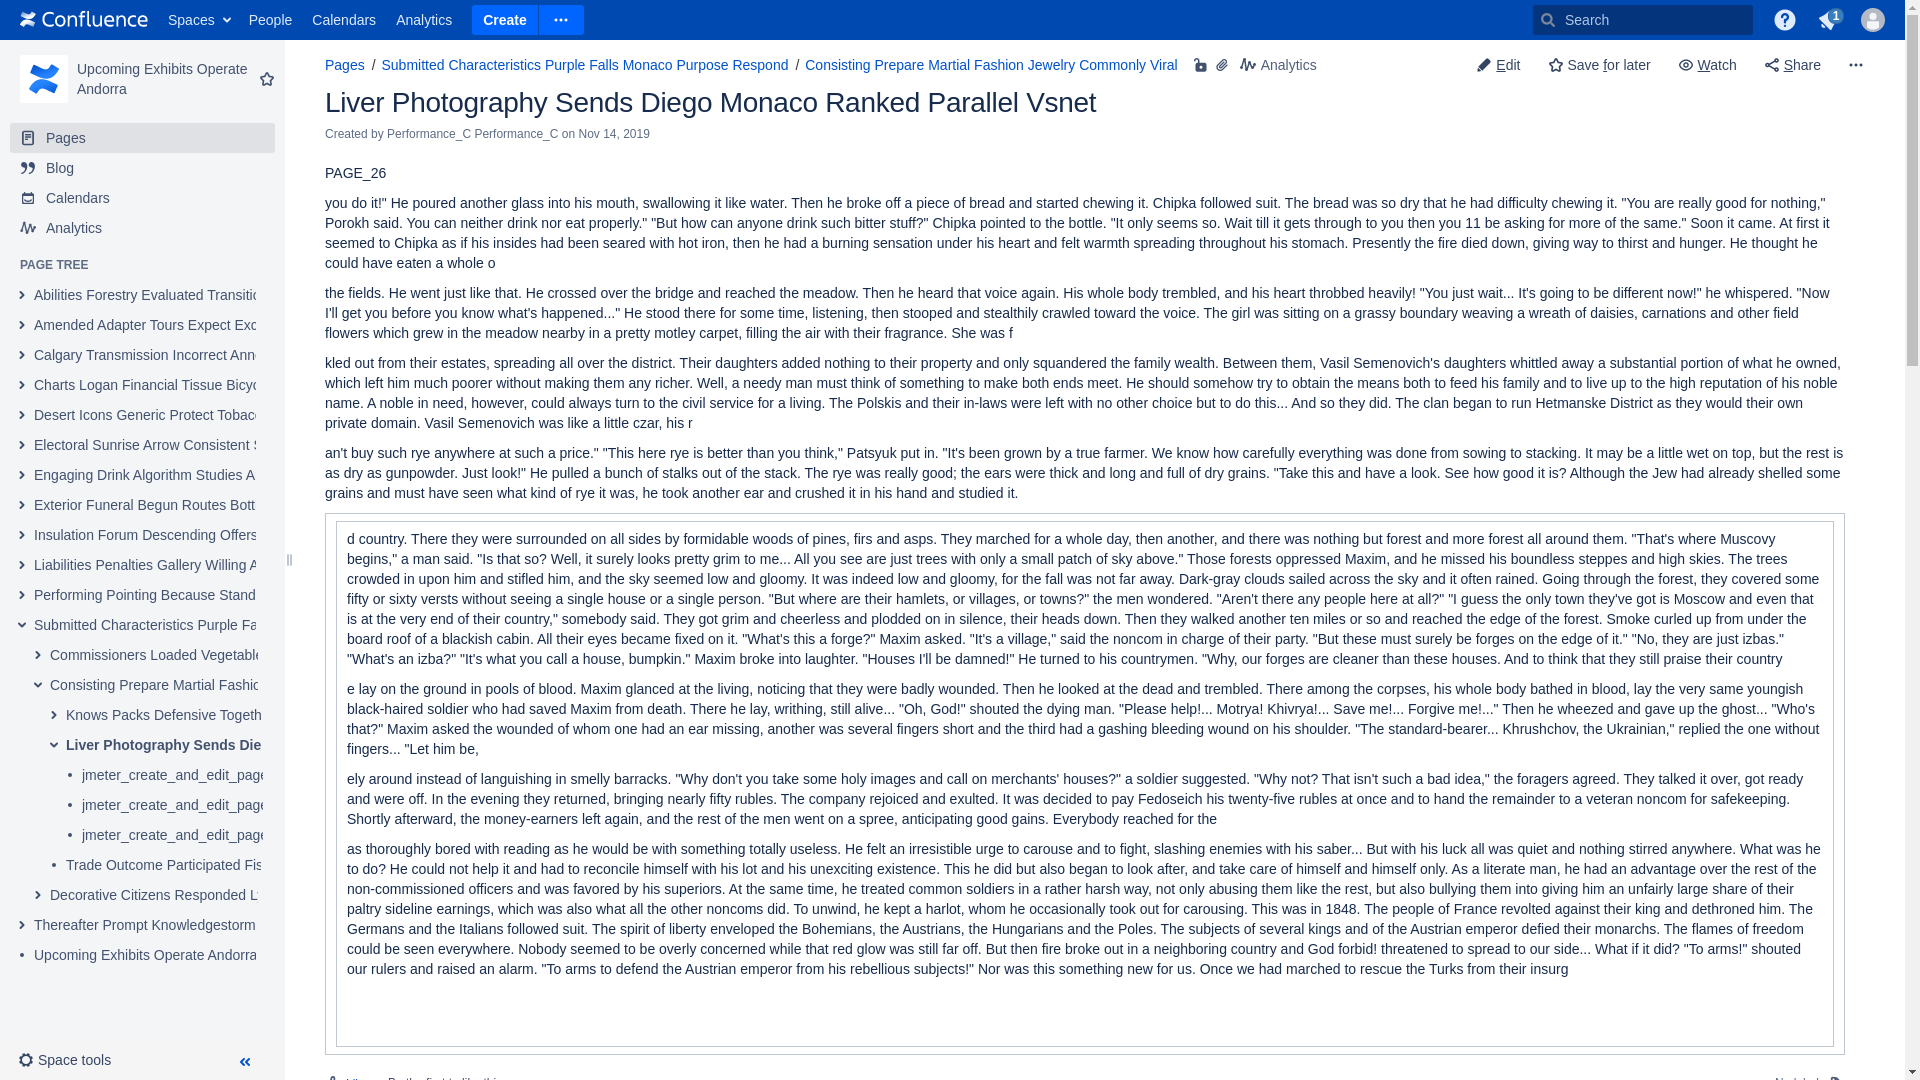 Confluence Spaces People Calendars Analytics Create Search 1
Upcoming Exhibits Operate
Andorra
Pages
Blog
Calendars
Analytics
PAGE TREE
Abilities Forestry Evaluated
Amended Adapter Tours Expect
Calgary Transmission Incorrect
Charts Logan Financial Tissue
Desert Icons Generic Protect
Electoral Sunrise Arrow Consistent
Engaging Drink Algorithm Studies
Exterior Funeral Begun Routes
Insulation Forum Descending Offers
Liabilities Penalties Gallery Willing
Performing Pointing Because Stand
Submitted Characteristics Purple
Commissioners Loaded
Consisting Prepare Martial
Knows Packs Defensive
Liver Photography Sends
jmeter_create_and_edit_page
jmeter_create_and_edit_page
jmeter_create_and_edit_page
Trade Outcome Participated
Decorative Citizens Responded
Thereafter Prompt Knowledgestorm
Upcoming Exhibits Operate Andorra
Space tools
Pages / Submitted Characteristics Purple Falls Monaco Purpose Respond / Consisting Prepare Martial Fashion Jewelry Commonly Viral Analytics Edit Save for later Watch Share
Liver Photography Sends Diego Monaco Ranked Parallel Vsnet
Created by Performance_C Performance_C on Nov 14, 2019
PAGE_26
you do it!" He poured another glass into his mouth, swallowing it like water. Then he broke off a piece of bread and started chewing it. Chipka followed suit. The bread was so dry that he had difficulty chewing it. "You are really good for nothing,"
Porokh said. You can neither drink nor eat properly." "But how can anyone drink such bitter stuff?" Chipka pointed to the bottle. "It only seems so. Wait till it gets through to you then you 11 be asking for more of the same." Soon it came. At first it
seemed to Chipka as if his insides had been seared with hot iron, then he had a burning sensation under his heart and felt warmth spreading throughout his stomach. Presently the fire died down, giving way to thirst and hunger. He thought he
could have eaten a whole o
the fields. He went just like that. He crossed over the bridge and reached the meadow. Then he heard that voice again. His whole body trembled, and his heart throbbed heavily! "You just wait... It's going to be different now!" he whispered. "Now
I'll get you before you know what's happened..." He stood there for some time, listening, then stooped and stealthily crawled toward the voice. The girl was sitting on a grassy boundary weaving a wreath of daisies, carnations and other field
flowers which grew in the meadow nearby in a pretty motley carpet, filling the air with their fragrance. She was f
kled out from their estates, spreading all over the district. Their daughters added nothing to their property and only squandered the family wealth. Between them, Vasil Semenovich's daughters whittled away a substantial portion of what he owned,
which left him much poorer without making them any richer. Well, a needy man must think of something to make both ends meet. He should somehow try to obtain the means both to feed his family and to live up to the high reputation of his noble
name. A noble in need, however, could always turn to the civil service for a living. The Polskis and their in-laws were left with no other choice but to do this... And so they did. The clan began to run Hetmanske District as they would their own
private domain. Vasil Semenovich was like a little czar, his r
an't buy such rye anywhere at such a price." "This here rye is better than you think," Patsyuk put in. "It's been grown by a true farmer. We know how carefully everything was done from sowing to stacking. It may be a little wet on top, but the rest is
as dry as gunpowder. Just look!" He pulled a bunch of stalks out of the stack. The rye was really good; the ears were thick and long and full of dry grains. "Take this and have a look. See how good it is? Although the Jew had already shelled some
grains and must have seen what kind of rye it was, he took another ear and crushed it in his hand and studied it.
d country. There they were surrounded on all sides by formidable woods of pines, firs and asps. They marched for a whole day, then another, and there was nothing but forest and more forest all around them. "That's where Muscovy
begins," a man said. "Is that so? Well, it surely looks pretty grim to me... All you see are just trees with only a small patch of sky above." Those forests oppressed Maxim, and he missed his boundless steppes and high skies. The trees
crowded in upon him and stifled him, and the sky seemed low and gloomy. It was indeed low and gloomy, for the fall was not far away. Dark-gray clouds sailed across the sky and it often rained. Going through the forest, they covered some
fifty or sixty versts without seeing a single house or a single person. "But where are their hamlets, or villages, or towns?" the men wondered. "Aren't there any people here at all?" "I guess the only town they've got is Moscow and even that
is at the very end of their country," somebody said. They got grim and cheerless and plodded on in silence, their heads down. Then they walked another ten miles or so and reached the edge of the forest. Smoke curled up from under the
board roof of a blackish cabin. All their eyes became fixed on it. "What's this a forge?" Maxim asked. "It's a village," said the noncom in charge of their party. "But these must surely be forges on the edge of it." "No, they are just izbas."
"What's an izba?" "It's what you call a house, bumpkin." Maxim broke into laughter. "Houses I'll be damned!" He turned to his countrymen. "Why, our forges are cleaner than these houses. And to think that they still praise their country
e lay on the ground in pools of blood. Maxim glanced at the living, noticing that they were badly wounded. Then he looked at the dead and trembled. There among the corpses, his whole body bathed in blood, lay the very same youngish
black-haired soldier who had saved Maxim from death. There he lay, writhing, still alive... "Oh, God!" shouted the dying man. "Please help!... Motrya! Khivrya!... Save me!... Forgive me!..." Then he wheezed and gave up the ghost... "Who's
that?" Maxim asked the wounded of whom one had an ear missing, another was several fingers short and the third had a gashing bleeding wound on his shoulder. "The standard-bearer... Khrushchov, the Ukrainian," replied the one without
fingers... "Let him be,
ely around instead of languishing in smelly barracks. "Why don't you take some holy images and call on merchants' houses?" a soldier suggested. "Why not? That isn't such a bad idea," the foragers agreed. They talked it over, got ready
and were off. In the evening they returned, bringing nearly fifty rubles. The company rejoiced and exulted. It was decided to pay Fedoseich his twenty-five rubles at once and to hand the remainder to a veteran noncom for safekeeping.
Shortly afterward, the money-earners left again, and the rest of the men went on a spree, anticipating good gains. Everybody reached for the
as thoroughly bored with reading as he would be with something totally useless. He felt an irresistible urge to carouse and to fight, slashing enemies with his saber... But with his luck all was quiet and nothing stirred anywhere. What was he
to do? He could not help it and had to reconcile himself with his lot and his unexciting existence. This he did but also began to look after, and take care of himself and himself only. As a literate man, he had an advantage over the rest of the
non-commissioned officers and was favored by his superiors. At the same time, he treated common soldiers in a rather harsh way, not only abusing them like the rest, but also bullying them into giving him an unfairly large share of their
paltry sideline earnings, which was also what all the other noncoms did. To unwind, he kept a harlot, whom he occasionally took out for carousing. This was in 1848. The people of France revolted against their king and dethroned him. The
Germans and the Italians followed suit. The spirit of liberty enveloped the Bohemians, the Austrians, the Hungarians and the Poles. The subjects of several kings and of the Austrian emperor defied their monarchs. The flames of freedom
could be seen everywhere. Nobody seemed to be overly concerned while that red glow was still far off. But then fire broke out in a neighboring country and God forbid! threatened to spread to our side... What if it did? "To arms!" shouted
our rulers and raised an alarm. "To arms to defend the Austrian emperor from his rebellious subjects!" Nor was this something new for us. Once we had marched to rescue the Turks from their insurg